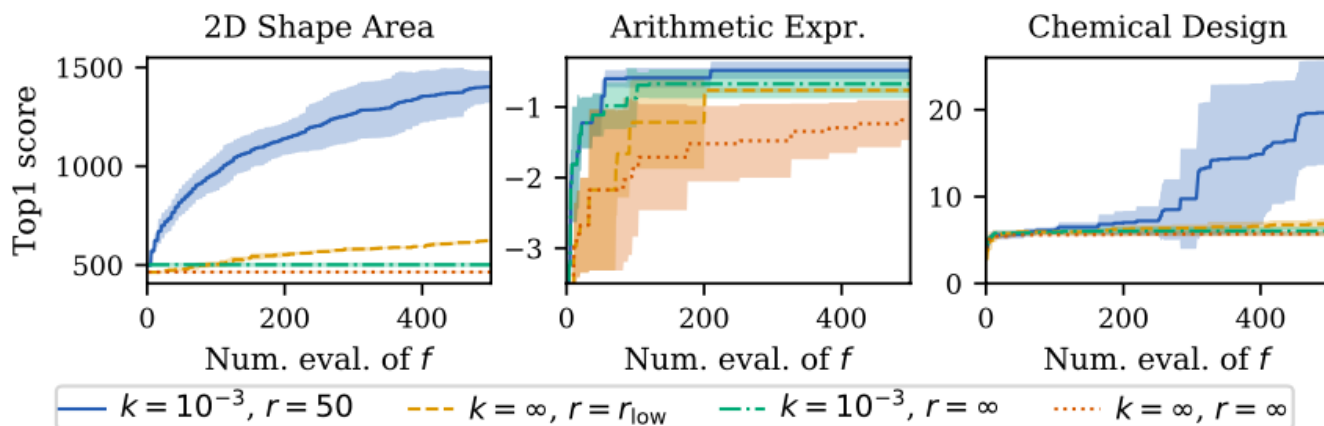 2D Shape Area Arithmetic Expr. Chemical Design
Top1 score
1500
1000
500
0 200 400
−1
−2
−3
0 200 400
20
10
0
0 200 400
Num. eval. of f Num. eval. of f Num. eval. of f
k = 10⁻³, r = 50 k = ∞, r = r_low k = 10⁻³, r = ∞ k = ∞, r = ∞